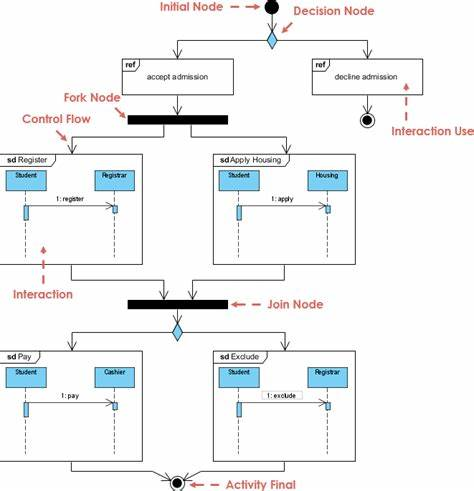 Initial Node
Decision Node
ref
accept admission
ref
decline admission
Fork Node
Control Flow
Interaction Use
sd Register
Student
Registrar
1: register
sd Apply Housing
Student
Housing
1: apply
Interaction
Join Node
sd Pay
Student
Cashier
1: pay
sd Exclude
Student
Registrar
1: exclude
Activity Final